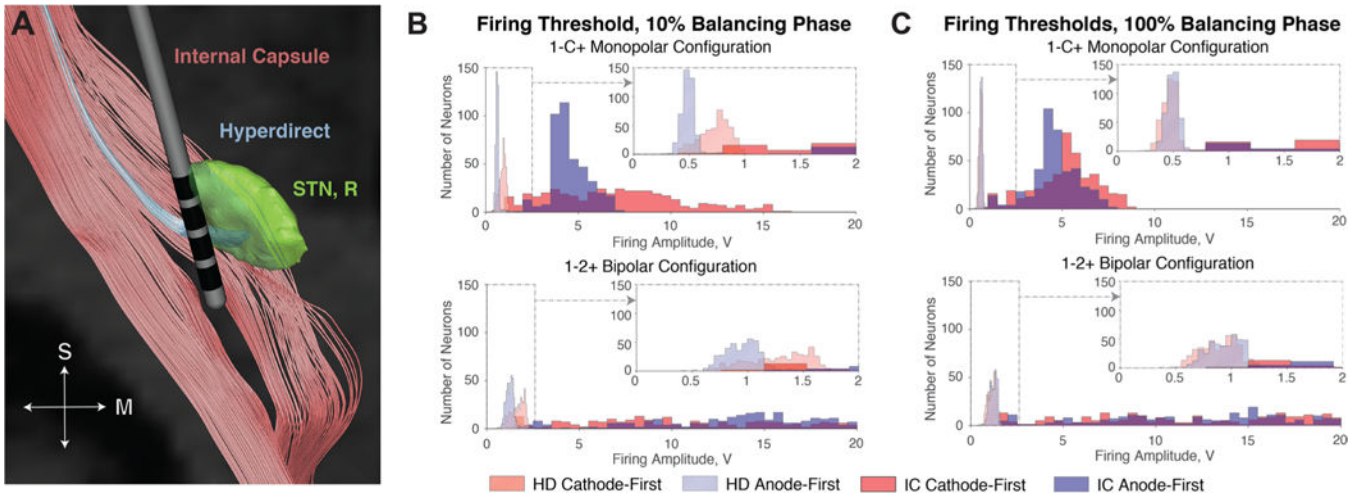 A
Internal Capsule
Hyperdirect
STN, R
S
M
B
Firing Threshold, 10% Balancing Phase
1-C+ Monopolar Configuration
150
100
50
0
Number of Neurons
0 5 10 15 20
Firing Amplitude, V
150
100
50
0
0 0.5 1 1.5 2
1-2+ Bipolar Configuration
150
100
50
0
Number of Neurons
0 5 10 15 20
Firing Amplitude, V
150
100
50
0
0 0.5 1 1.5 2
C
Firing Thresholds, 100% Balancing Phase
1-C+ Monopolar Configuration
150
100
50
0
Number of Neurons
5 10 15 20
Firing Amplitude, V
150
100
50
0
0 0.5 1 1.6 2
1-2+ Bipolar Configuration
150
100
50
0
Number of Neurons
5 10 15 20
Firing Amplitude, V
150
100
50
0
0 0.5 1 1.5 2
HD Cathode-First HD Anode-First IC Cathode-First IC Anode-First